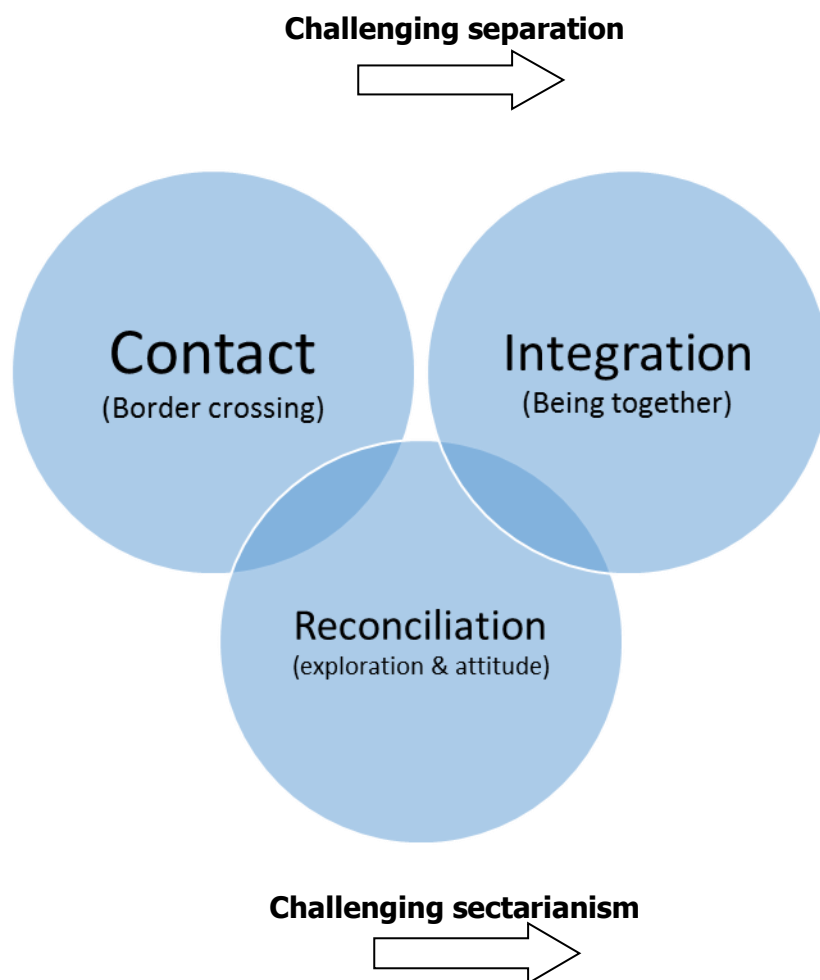 Challenging separation
Contact
(Border crossing)
Integration
(Being together)
Reconciliation
(exploration & attitude)
Challenging sectarianism